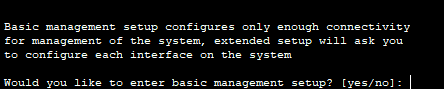 Basic management setup configures only enough connectivity
for management of the system, extended setup will ask you
to configure each interface on the system
Would you like to enter basic management setup? [yes/no]: